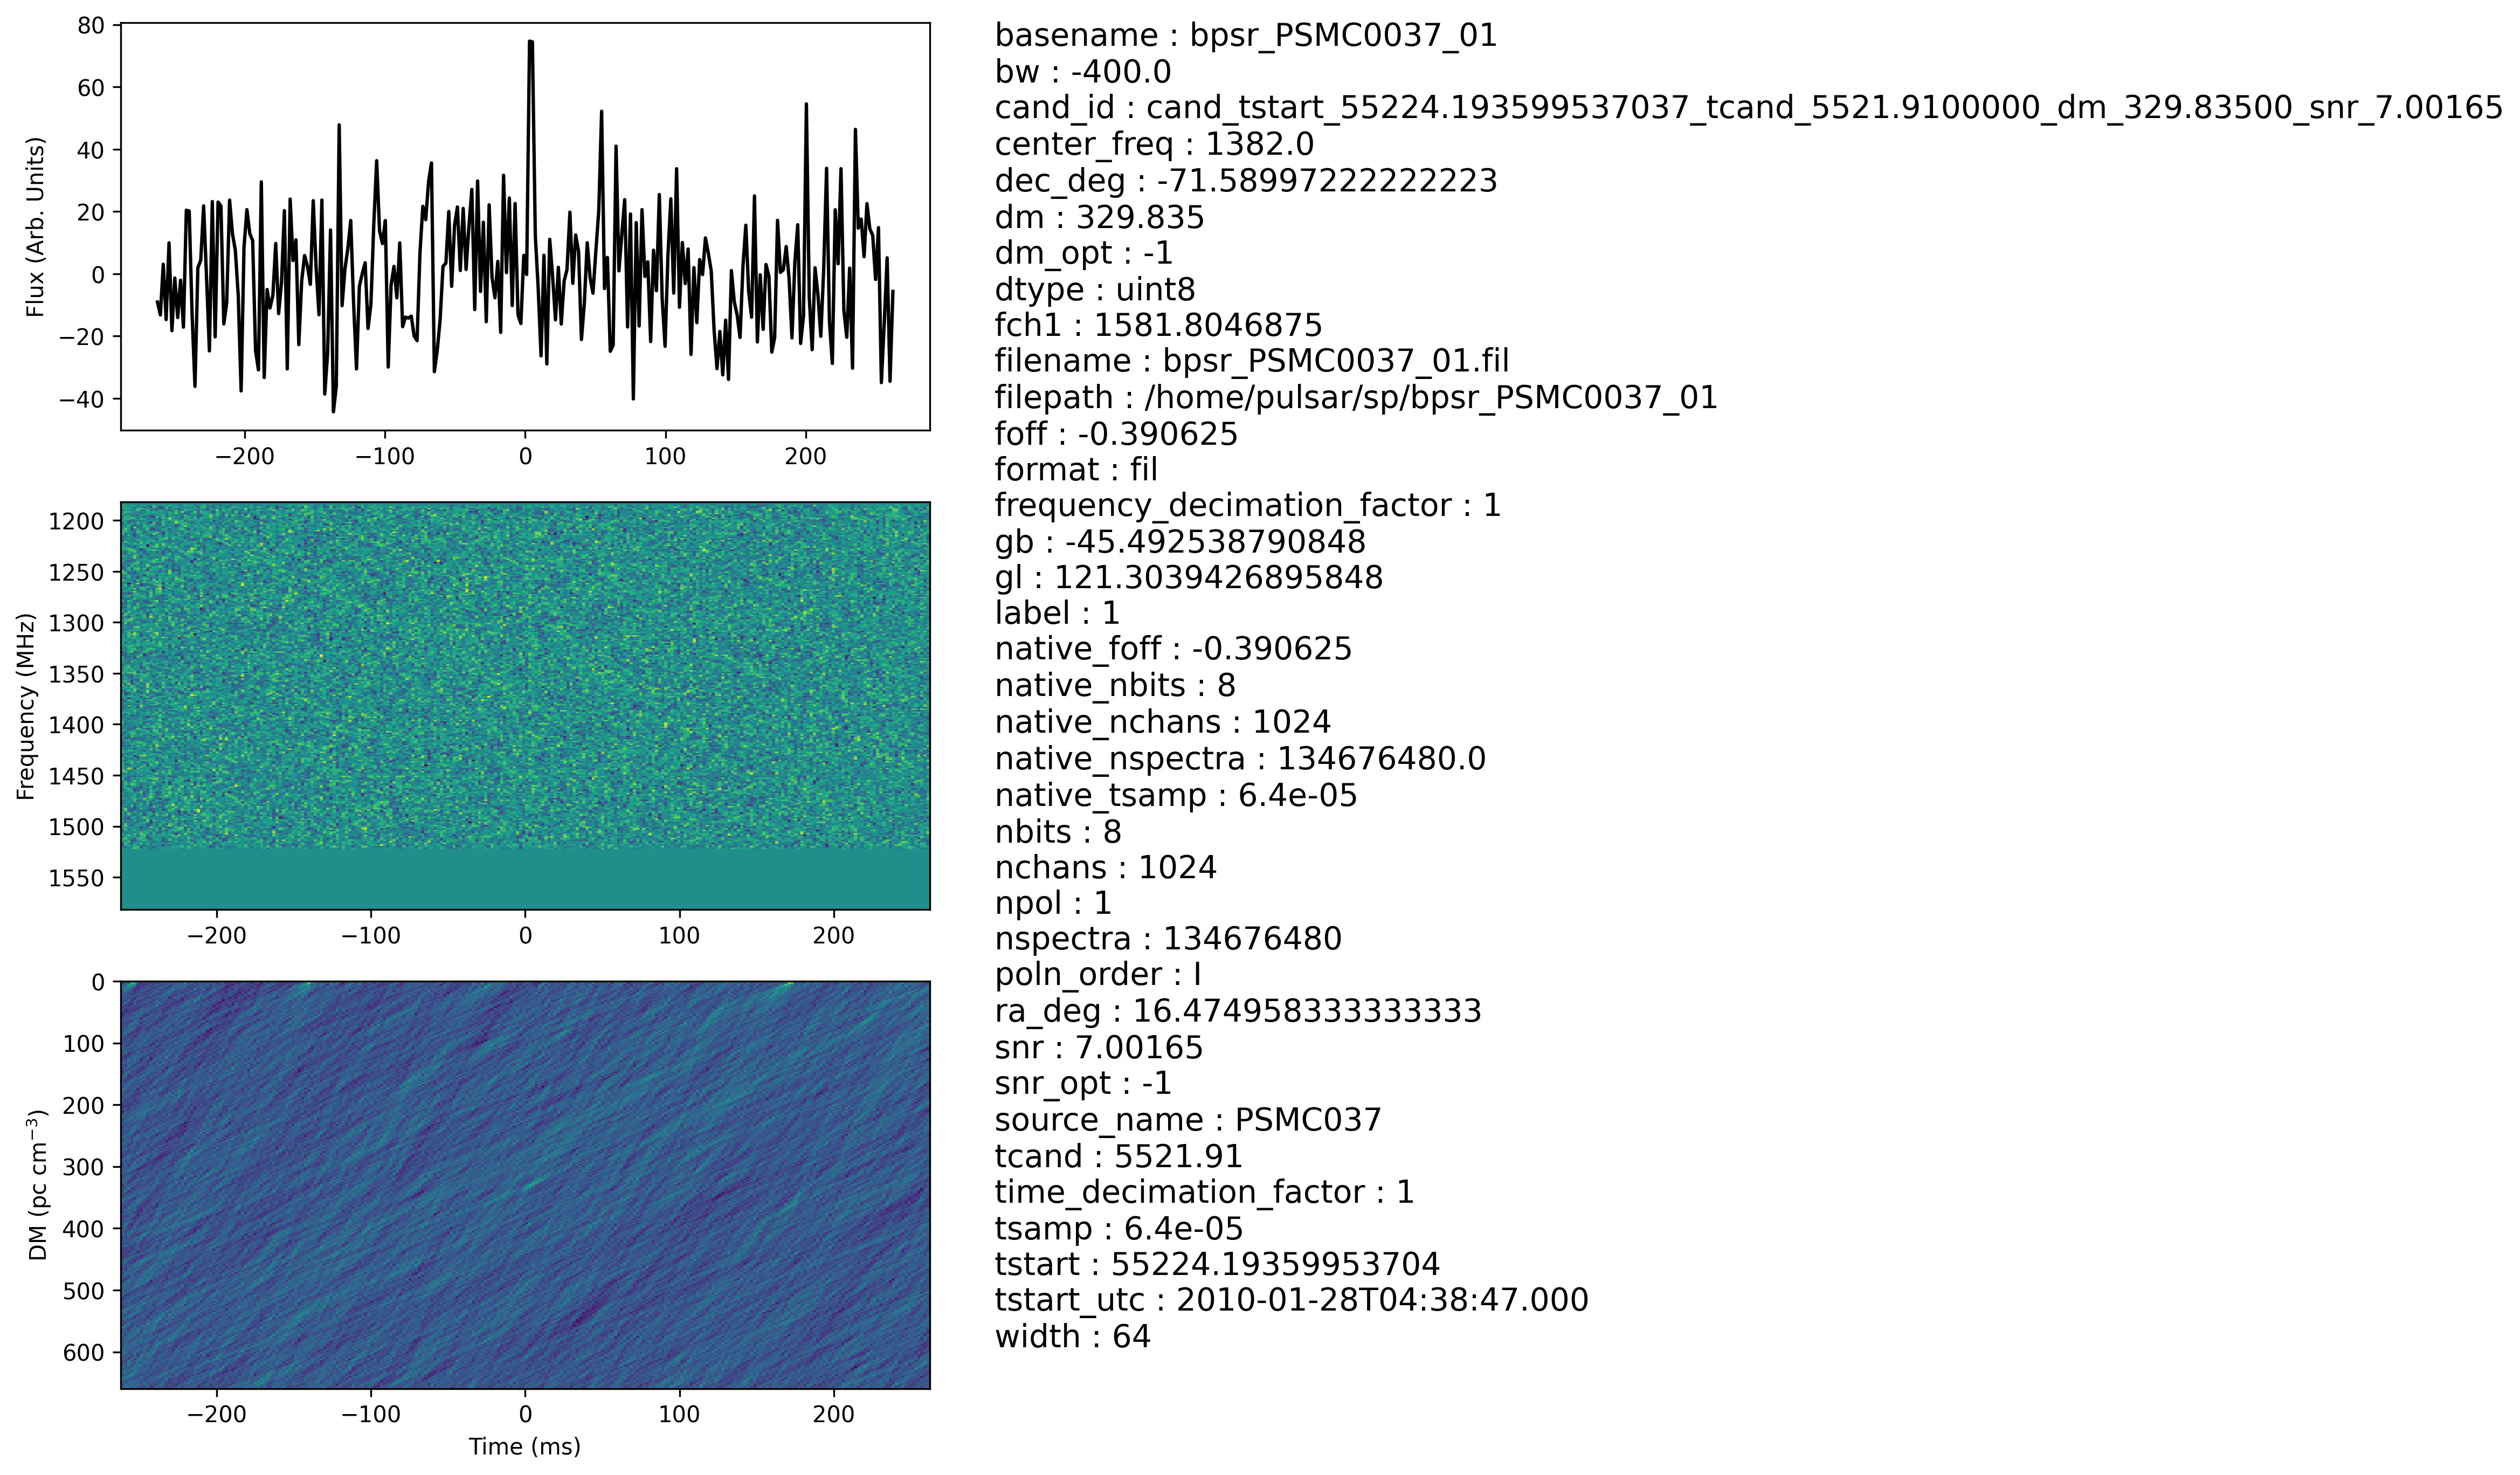 80
60
40
20
0
−20
−40
Flux (Arb. Units)
−200 −100 0 100 200
1200
1250
1300
1350
1400
1450
1500
1550
Frequency (MHz)
−200 −100 0 100 200
0
100
200
300
400
500
600
DM (pc cm⁻³)
−200 −100 0 100 200
Time (ms)
basename : bpsr_PSMC0037_01
bw : -400.0
cand_id : cand_tstart_55224.193599537037_tcand_5521.9100000_dm_329.83500_snr_7.00165
center_freq : 1382.0
dec_deg : -71.58997222222223
dm : 329.835
dm_opt : -1
dtype : uint8
fch1 : 1581.8046875
filename : bpsr_PSMC0037_01.fil
filepath : /home/pulsar/sp/bpsr_PSMC0037_01
foff : -0.390625
format : fil
frequency_decimation_factor : 1
gb : -45.492538790848
gl : 121.3039426895848
label : 1
native_foff : -0.390625
native_nbits : 8
native_nchans : 1024
native_nspectra : 134676480.0
native_tsamp : 6.4e-05
nbits : 8
nchans : 1024
npol : 1
nspectra : 134676480
poln_order : I
ra_deg : 16.474958333333333
snr : 7.00165
snr_opt : -1
source_name : PSMC037
tcand : 5521.91
time_decimation_factor : 1
tsamp : 6.4e-05
tstart : 55224.19359953704
tstart_utc : 2010-01-28T04:38:47.000
width : 64